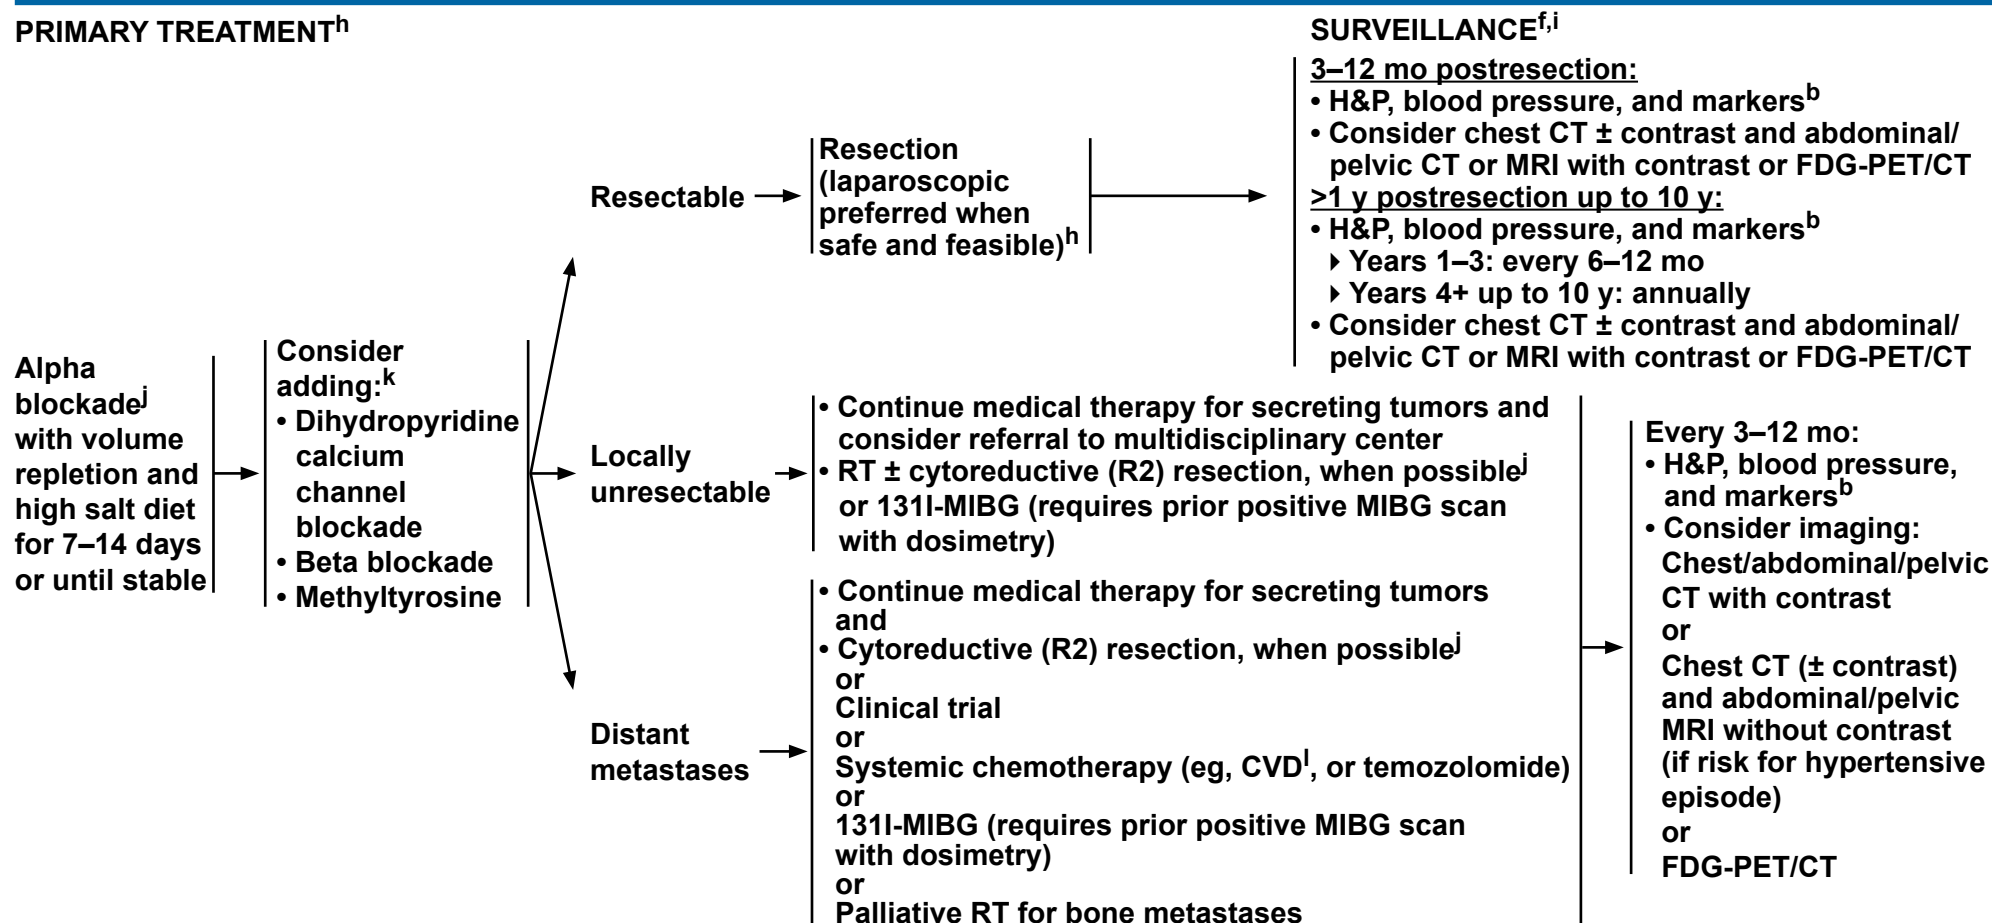 PRIMARY TREATMENTh
Alpha
blockadej
with volume
repletion and
high salt diet
for 7–14 days
or until stable
Consider
adding:k
• Dihydropyridine
calcium
channel
blockade
• Beta blockade
• Methyltyrosine
Resectable
Resection
(laparoscopic
preferred when
safe and feasible)h
SURVEILLANCEf,i
3–12 mo postresection:
• H&P, blood pressure, and markersb
• Consider chest CT ± contrast and abdominal/
pelvic CT or MRI with contrast or FDG-PET/CT
>1 y postresection up to 10 y:
• H&P, blood pressure, and markersb
Years 1–3: every 6–12 mo
Years 4+ up to 10 y: annually
• Consider chest CT ± contrast and abdominal/
pelvic CT or MRI with contrast or FDG-PET/CT
Locally
unresectable
• Continue medical therapy for secreting tumors and
consider referral to multidisciplinary center
• RT ± cytoreductive (R2) resection, when possiblej
or 131I-MIBG (requires prior positive MIBG scan
with dosimetry)
Distant
metastases
• Continue medical therapy for secreting tumors
and
• Cytoreductive (R2) resection, when possiblej
or
Clinical trial
or
Systemic chemotherapy (eg, CVDl, or temozolomide)
or
131I-MIBG (requires prior positive MIBG scan
with dosimetry)
or
Palliative RT for bone metastases
Every 3–12 mo:
• H&P, blood pressure,
and markersb
• Consider imaging:
Chest/abdominal/pelvic
CT with contrast
or
Chest CT (± contrast)
and abdominal/pelvic
MRI without contrast
(if risk for hypertensive
episode)
or
FDG-PET/CT